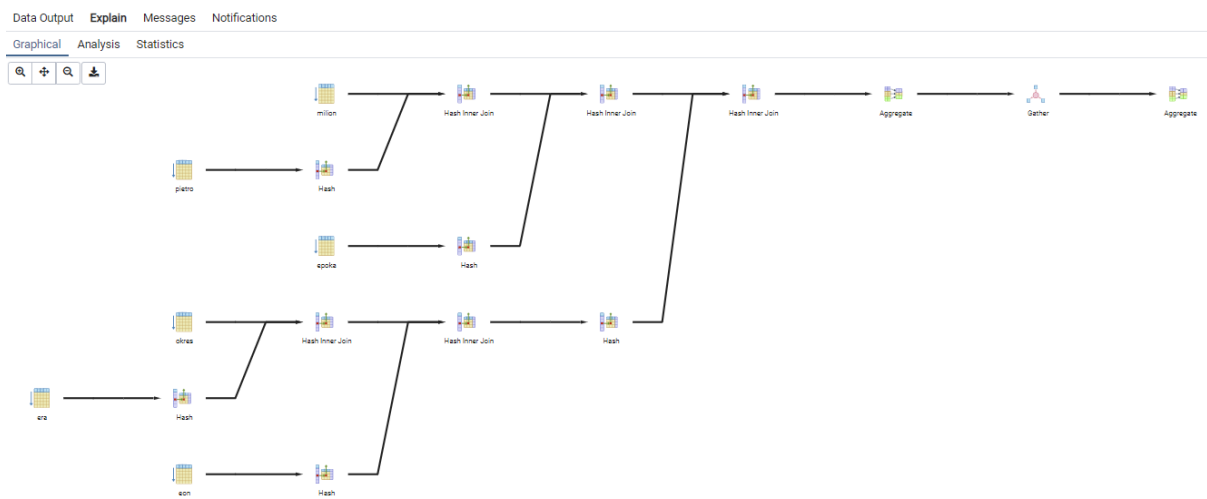 Data Output Explain Messages Notifications
Graphical Analysis Statistics
milion Hash Inner Join Hash Inner Join Hash Inner Join Aggregate Gather Aggregate
pietro Hash
epoka Hash
okres Hash Inner Join Hash Inner Join Hash
era Hash
eon Hash